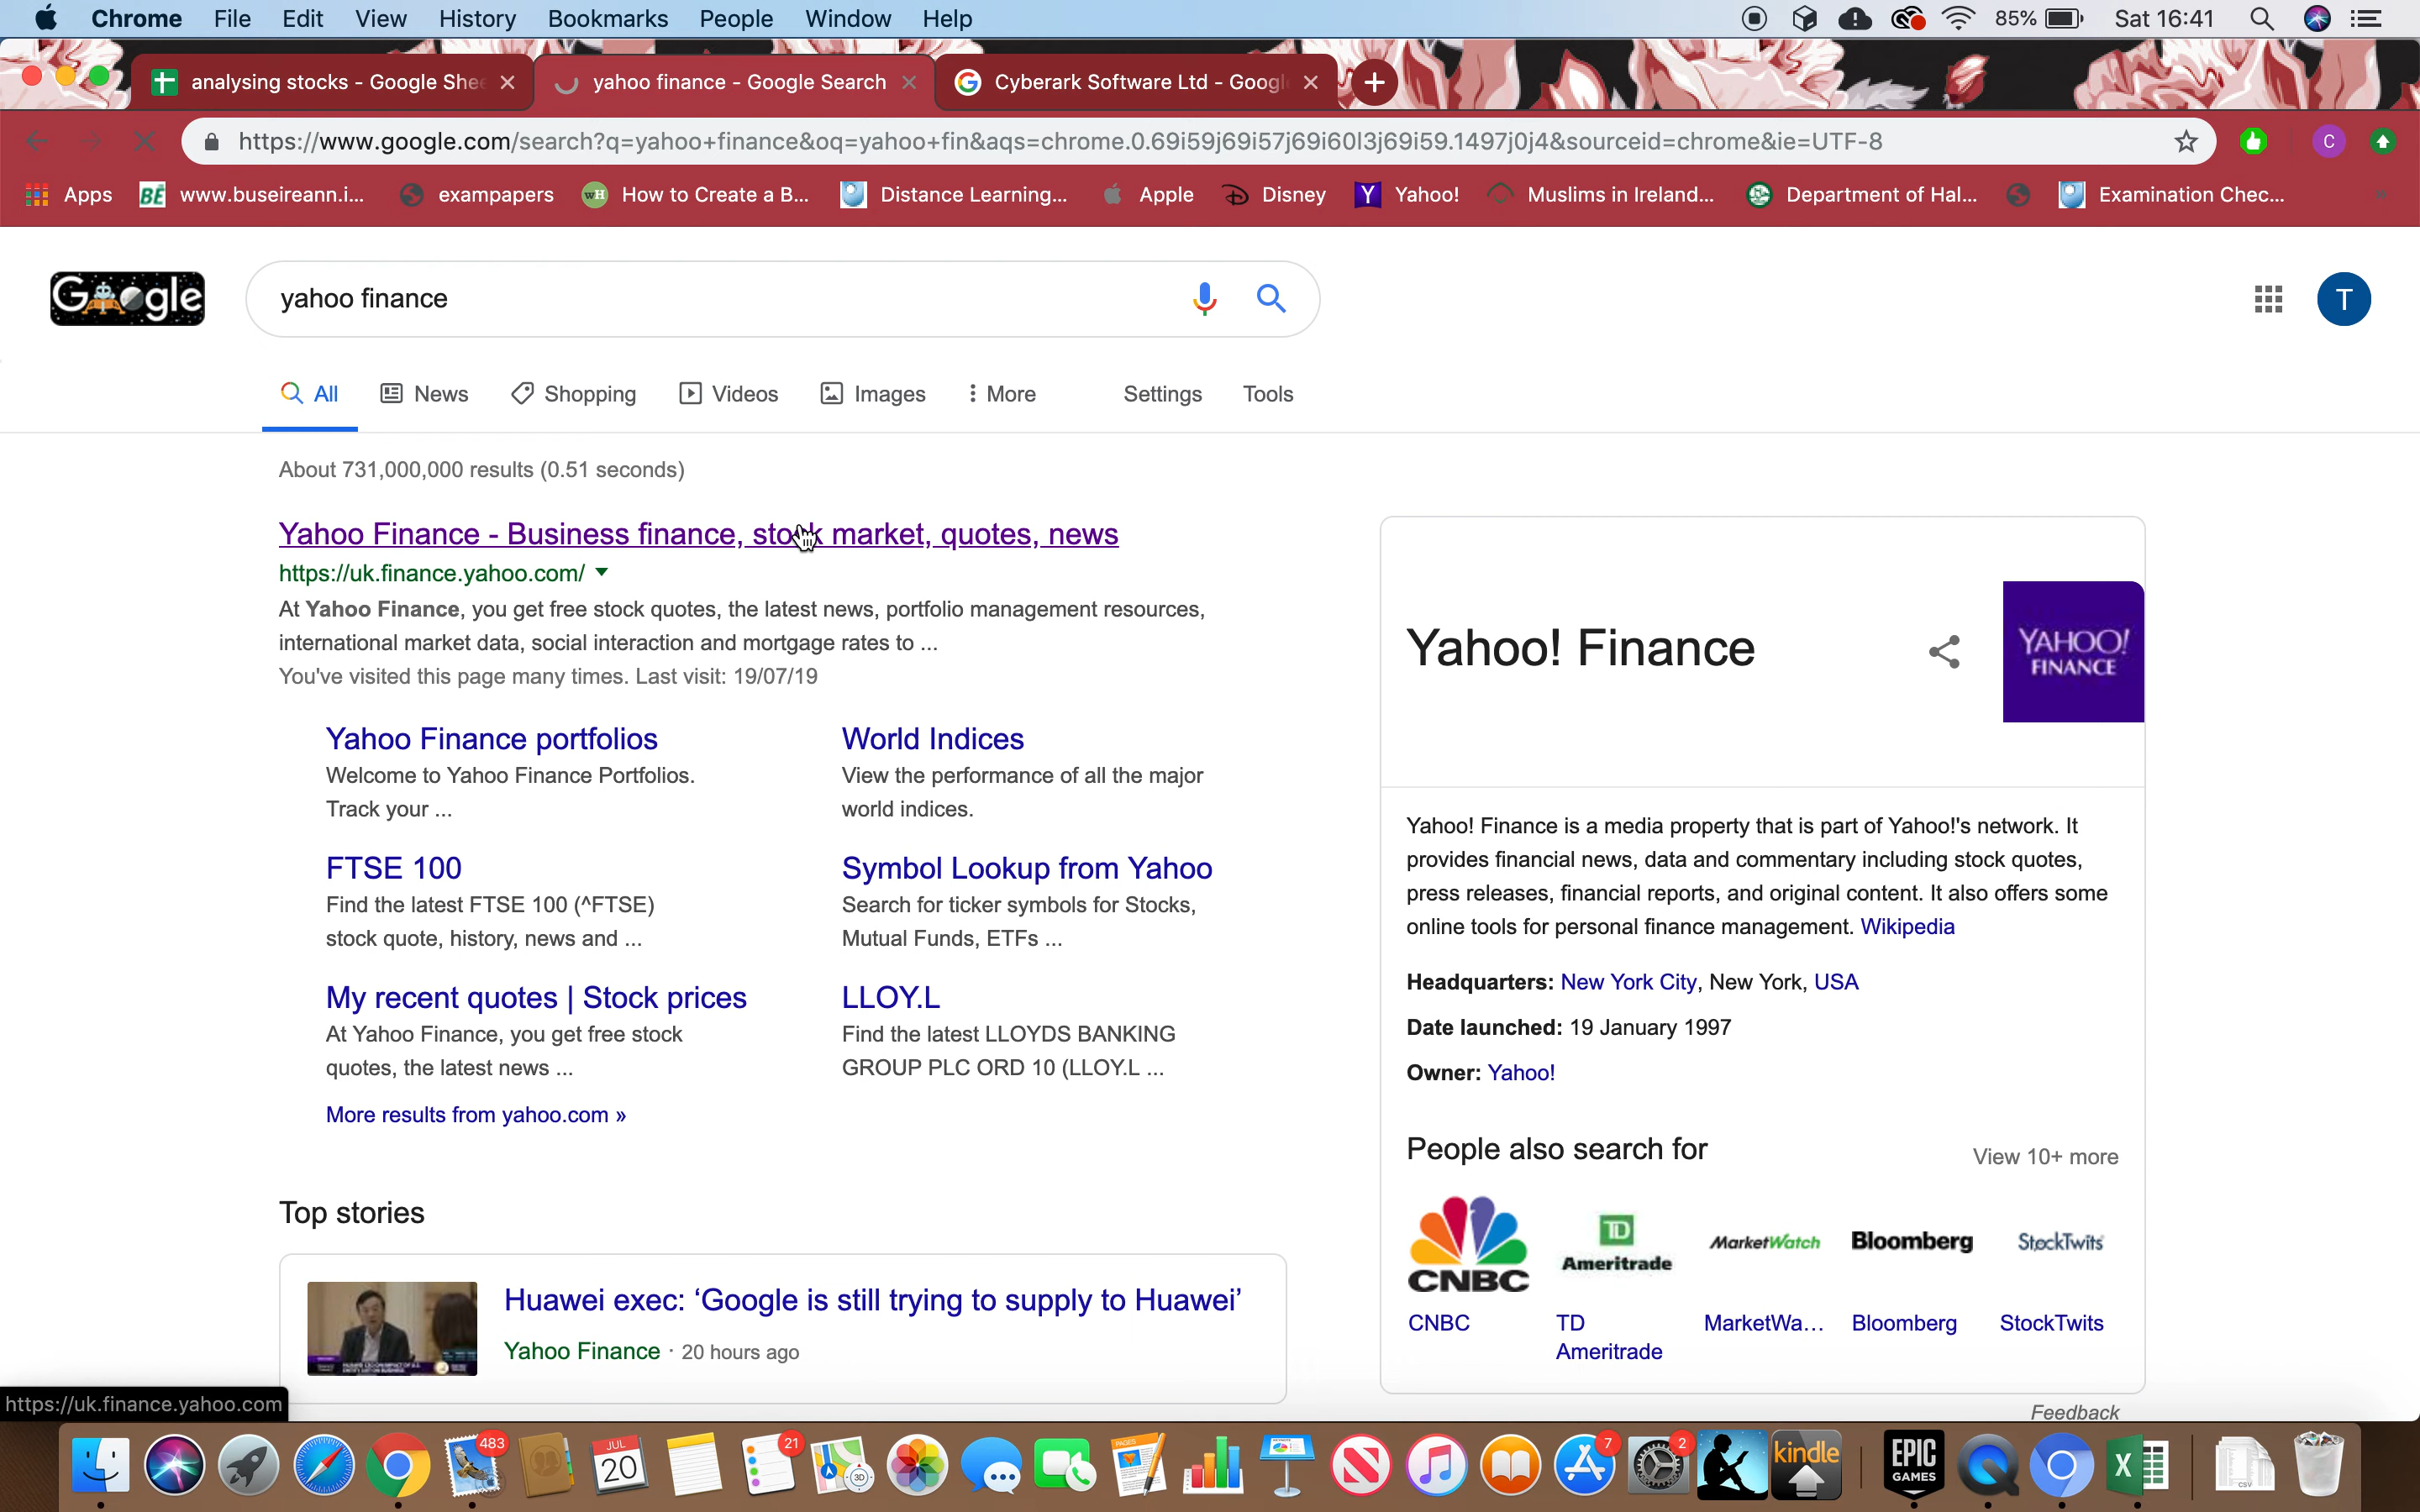 Chrome File Edit View History Bookmarks People Window Help 85% Sat 16:41
analysing stocks - Google Shee yahoo finance - Google Search Cyberark Software Ltd - Googl
https://www.google.com/search?q=yahoo+finance&oq=yahoo+fin&aqs=chrome.0.69i59j69i57j69i60l3j69i59.1497j0j4&sourceid=chrome&ie=UTF-8 C
Apps BÉ www.buseireann.i... exampapers wH How to Create a B... Distance Learning... Apple Disney Y Yahoo! Muslims in Ireland... Department of Hal... Examination Chec...
Google yahoo finance T
All News Shopping Videos Images More Settings Tools
About 731,000,000 results (0.51 seconds)
Yahoo Finance - Business finance, stock market, quotes, news
https://uk.finance.yahoo.com/
At Yahoo Finance, you get free stock quotes, the latest news, portfolio management resources,
international market data, social interaction and mortgage rates to ...
You've visited this page many times. Last visit: 19/07/19
Yahoo Finance portfolios
Welcome to Yahoo Finance Portfolios.
Track your ...
World Indices
View the performance of all the major
world indices.
FTSE 100
Find the latest FTSE 100 (^FTSE)
stock quote, history, news and ...
Symbol Lookup from Yahoo
Search for ticker symbols for Stocks,
Mutual Funds, ETFs ...
My recent quotes | Stock prices
At Yahoo Finance, you get free stock
quotes, the latest news ...
LLOY.L
Find the latest LLOYDS BANKING
GROUP PLC ORD 10 (LLOY.L ...
More results from yahoo.com »
Top stories
Huawei exec: ‘Google is still trying to supply to Huawei’
Yahoo Finance · 20 hours ago
Yahoo! Finance
YAHOO!
FINANCE
Yahoo! Finance is a media property that is part of Yahoo!'s network. It
provides financial news, data and commentary including stock quotes,
press releases, financial reports, and original content. It also offers some
online tools for personal finance management. Wikipedia
Headquarters: New York City, New York, USA
Date launched: 19 January 1997
Owner: Yahoo!
People also search for
View 10+ more
CNBC
TD
Ameritrade
MarketWatch
Bloomberg
StockTwits
CNBC
TD
Ameritrade
MarketWa...
Bloomberg
StockTwits
Feedback
https://uk.finance.yahoo.com
483 JUL 20 21 3D PAGES 7 2 kindle EPIC GAMES X CSV